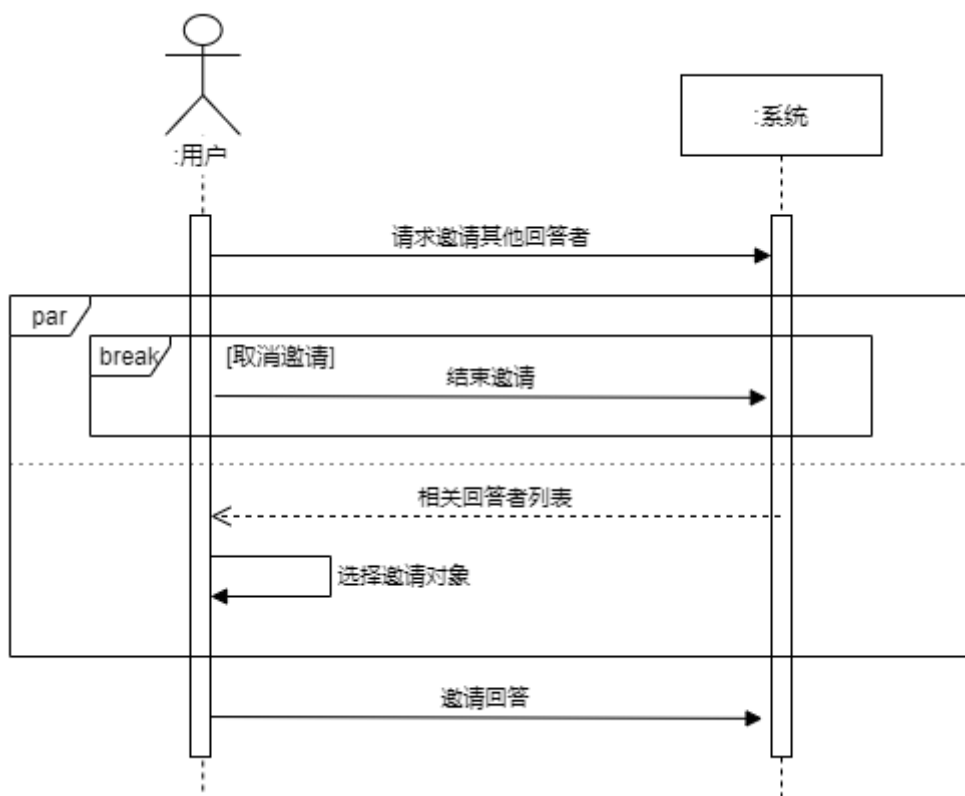 :用户
:系统
请求邀请其他回答者
par
break
[取消邀请]
结束邀请
相关回答者列表
选择邀请对象
邀请回答